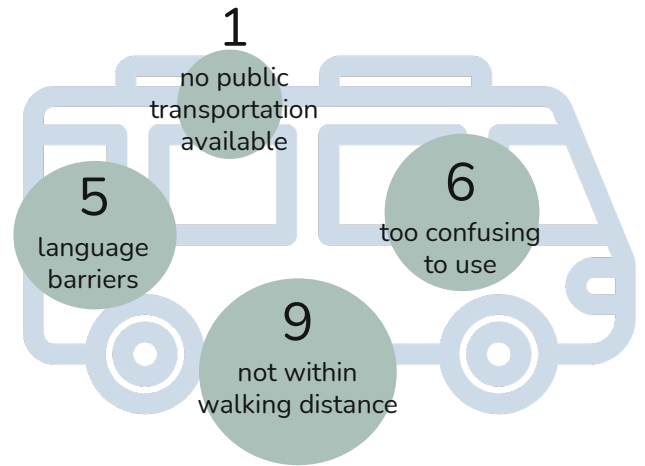 1
no public
transportation
available
5
language
barriers
6
too confusing
to use
9
not within
walking distance